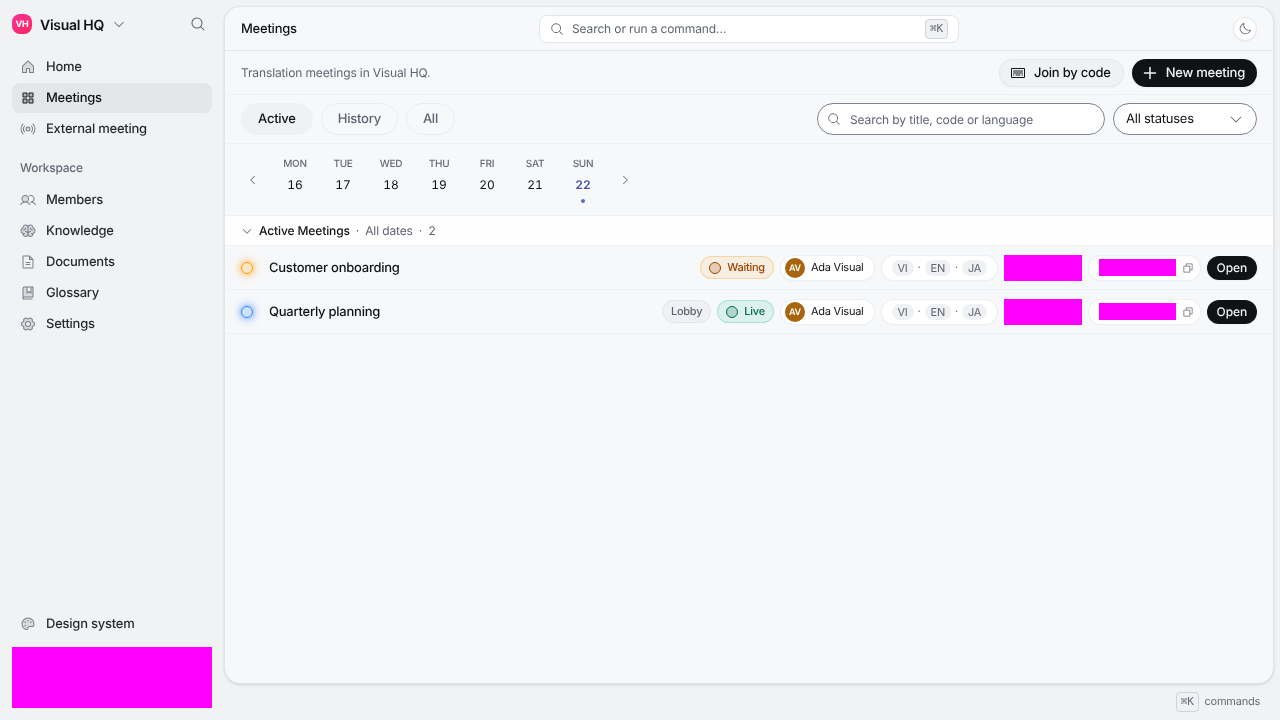 VH Visual HQ
Home
Meetings
External meeting
Workspace
Members
Knowledge
Documents
Glossary
Settings
Design system
Meetings
Search or run a command... ⌘K
Translation meetings in Visual HQ.
Join by code
New meeting
Active History All
Search by title, code or language
All statuses
MON TUE WED THU FRI SAT SUN
16 17 18 19 20 21 22
Active Meetings · All dates · 2
Customer onboarding Waiting AV Ada Visual VI · EN · JA Open
Quarterly planning Lobby Live AV Ada Visual VI · EN · JA Open
⌘K commands